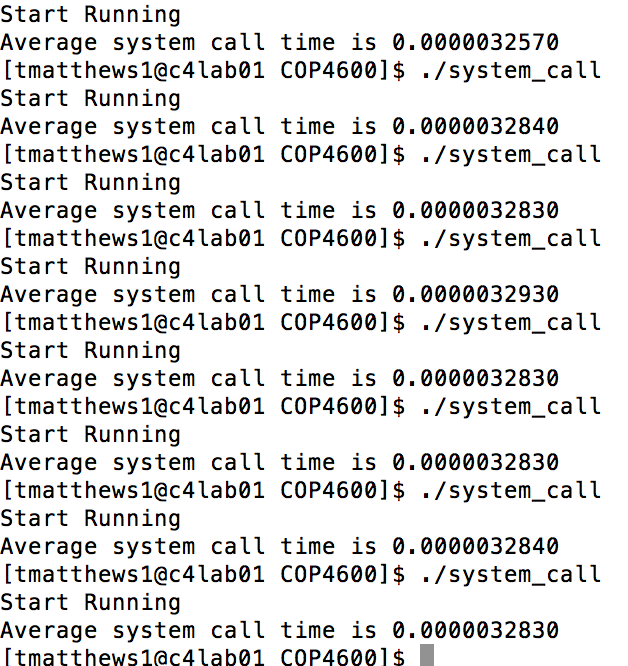 Start Running
Average system call time is 0.0000032570
[tmatthews1@c4lab01 COP4600]$ ./system_call
Start Running
Average system call time is 0.0000032840
[tmatthews1@c4lab01 COP4600]$ ./system_call
Start Running
Average system call time is 0.0000032830
[tmatthews1@c4lab01 COP4600]$ ./system_call
Start Running
Average system call time is 0.0000032930
[tmatthews1@c4lab01 COP4600]$ ./system_call
Start Running
Average system call time is 0.0000032830
[tmatthews1@c4lab01 COP4600]$ ./system_call
Start Running
Average system call time is 0.0000032830
[tmatthews1@c4lab01 COP4600]$ ./system_call
Start Running
Average system call time is 0.0000032840
[tmatthews1@c4lab01 COP4600]$ ./system_call
Start Running
Average system call time is 0.0000032830
[tmatthews1@c4lab01 COP4600]$